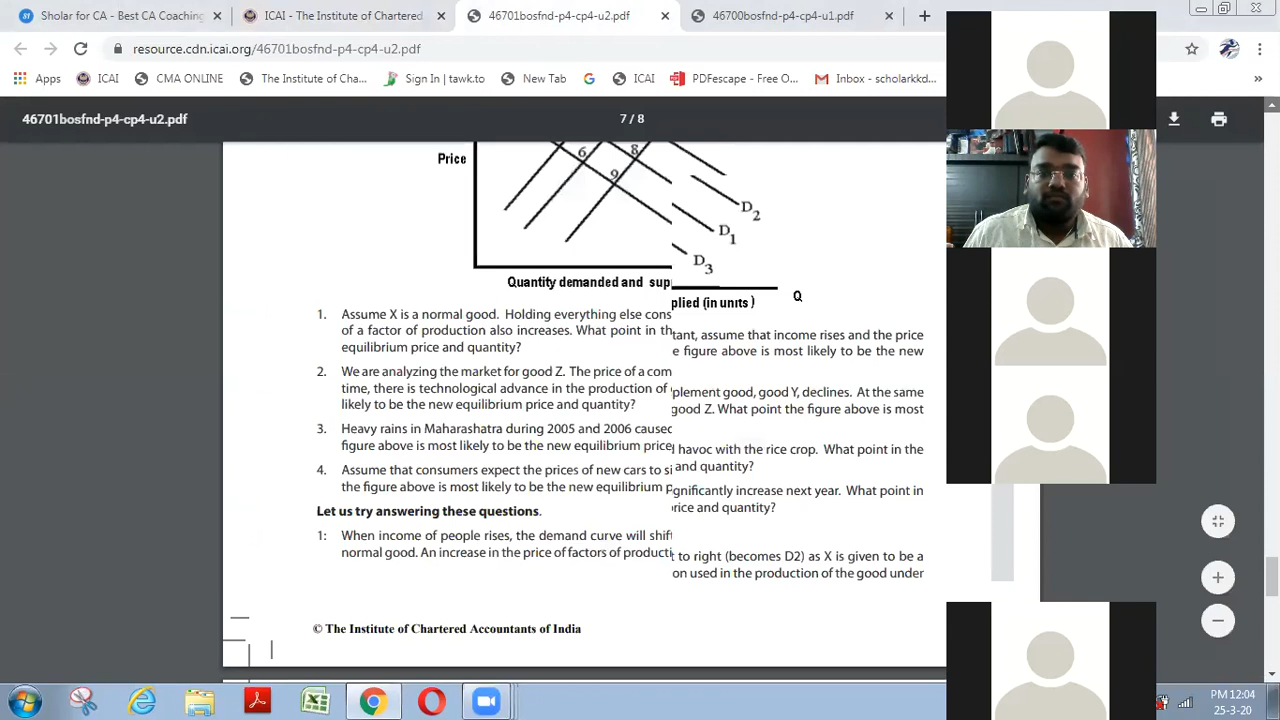 Sholar for CA - Best CA Coaching
ICAI - The Institute of Chartered
46701bosfnd-p4-cp4-u2.pdf
46700bosfnd-p4-cp4-u1.pdf
resource.cdn.icai.org/46701bosfnd-p4-cp4-u2.pdf
Apps ICAI CMA ONLINE The Institute of Cha... Sign In | tawk.to New Tab ICAI PDFescape - Free O... Inbox - scholarkkd...
46701bosfnd-p4-cp4-u2.pdf 7 / 8
Price
6 8
9
D2
D1
D3
Quantity demanded and sup
plied (in units ) Q
1. Assume X is a normal good. Holding everything else cons
tant, assume that income rises and the price
of a factor of production also increases. What point in th
e figure above is most likely to be the new
equilibrium price and quantity?
2. We are analyzing the market for good Z. The price of a com
plement good, good Y, declines. At the same
time, there is technological advance in the production of
good Z. What point the figure above is most
likely to be the new equilibrium price and quantity?
3. Heavy rains in Maharashatra during 2005 and 2006 caused
havoc with the rice crop. What point in the
figure above is most likely to be the new equilibrium price
and quantity?
4. Assume that consumers expect the prices of new cars to si
gnificantly increase next year. What point in
the figure above is most likely to be the new equilibrium p
rice and quantity?
Let us try answering these questions.
1: When income of people rises, the demand curve will shif
t to right (becomes D2) as X is given to be a
normal good. An increase in the price of factors of producti
on used in the production of the good under
© The Institute of Chartered Accountants of India
PM 12:04
25-3-20